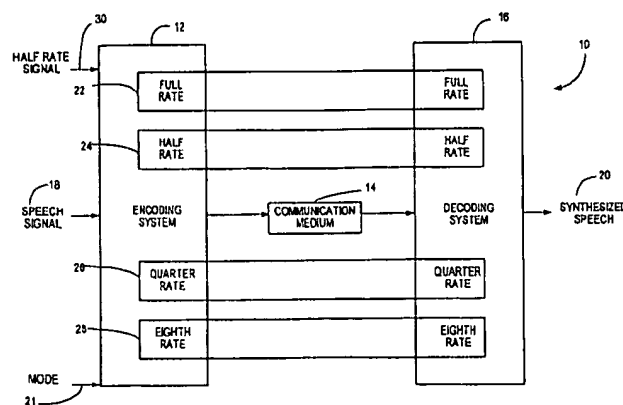 30
12
16
10
HALF RATE
SIGNAL
22
FULL
RATE
FULL
RATE
24
HALF
RATE
HALF
RATE
18
SPEECH
SIGNAL
ENCODING
SYSTEM
14
COMMUNICATION
MEDIUM
DECODING
SYSTEM
20
SYNTHESIZED
SPEECH
26
QUARTER
RATE
QUARTER
RATE
28
EIGHTH
RATE
EIGHTH
RATE
MODE
21